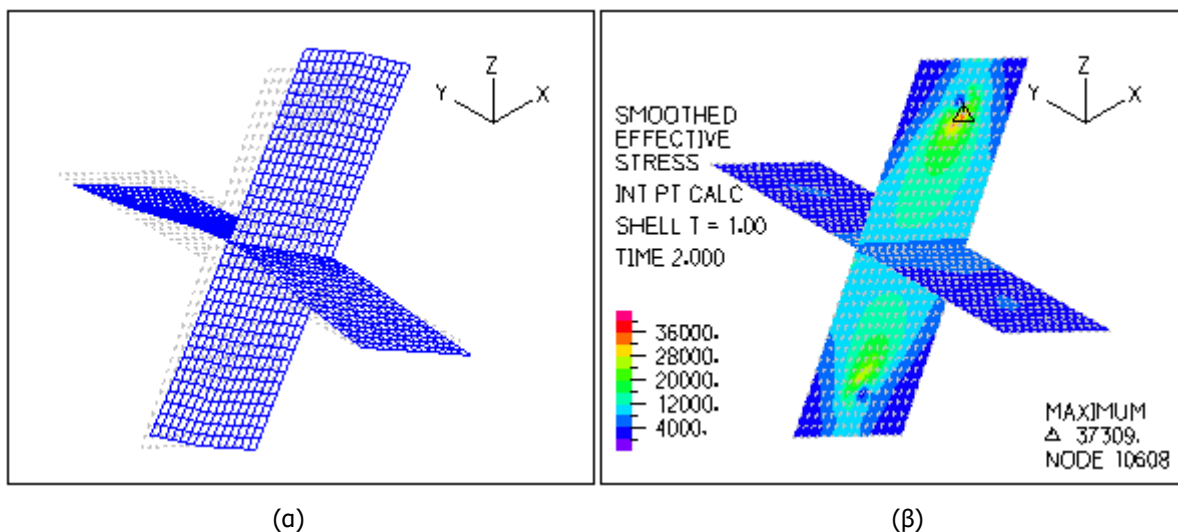 Z
Y
X
Z
Y
X
SMOOTHED
EFFECTIVE
STRESS
INT PT CALC
SHELL T = 1.00
TIME 2.000
36000.
28000.
20000.
12000.
4000.
MAXIMUM
△ 37309.
NODE 10608
(α)
(β)